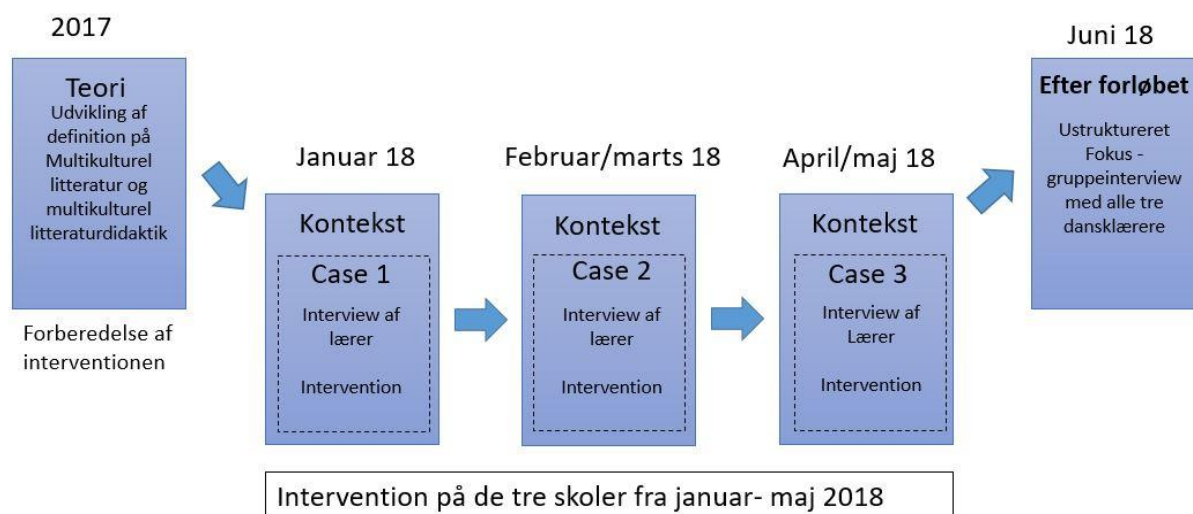 2017
Teori
Udvikling af
definition på
Multikulturel
litteratur og
multikulturel
litteraturdidaktik
Forberedelse af
interventionen
Januar 18
Kontekst
Case 1
Interview af
lærer
Intervention
Februar/marts 18
Kontekst
Case 2
Interview af
lærer
Intervention
April/maj 18
Kontekst
Case 3
Interview af
Lærer
Intervention
Juni 18
Efter forløbet
Ustruktureret
Fokus -
gruppeinterview
med alle tre
dansklærere
Intervention på de tre skoler fra januar- maj 2018